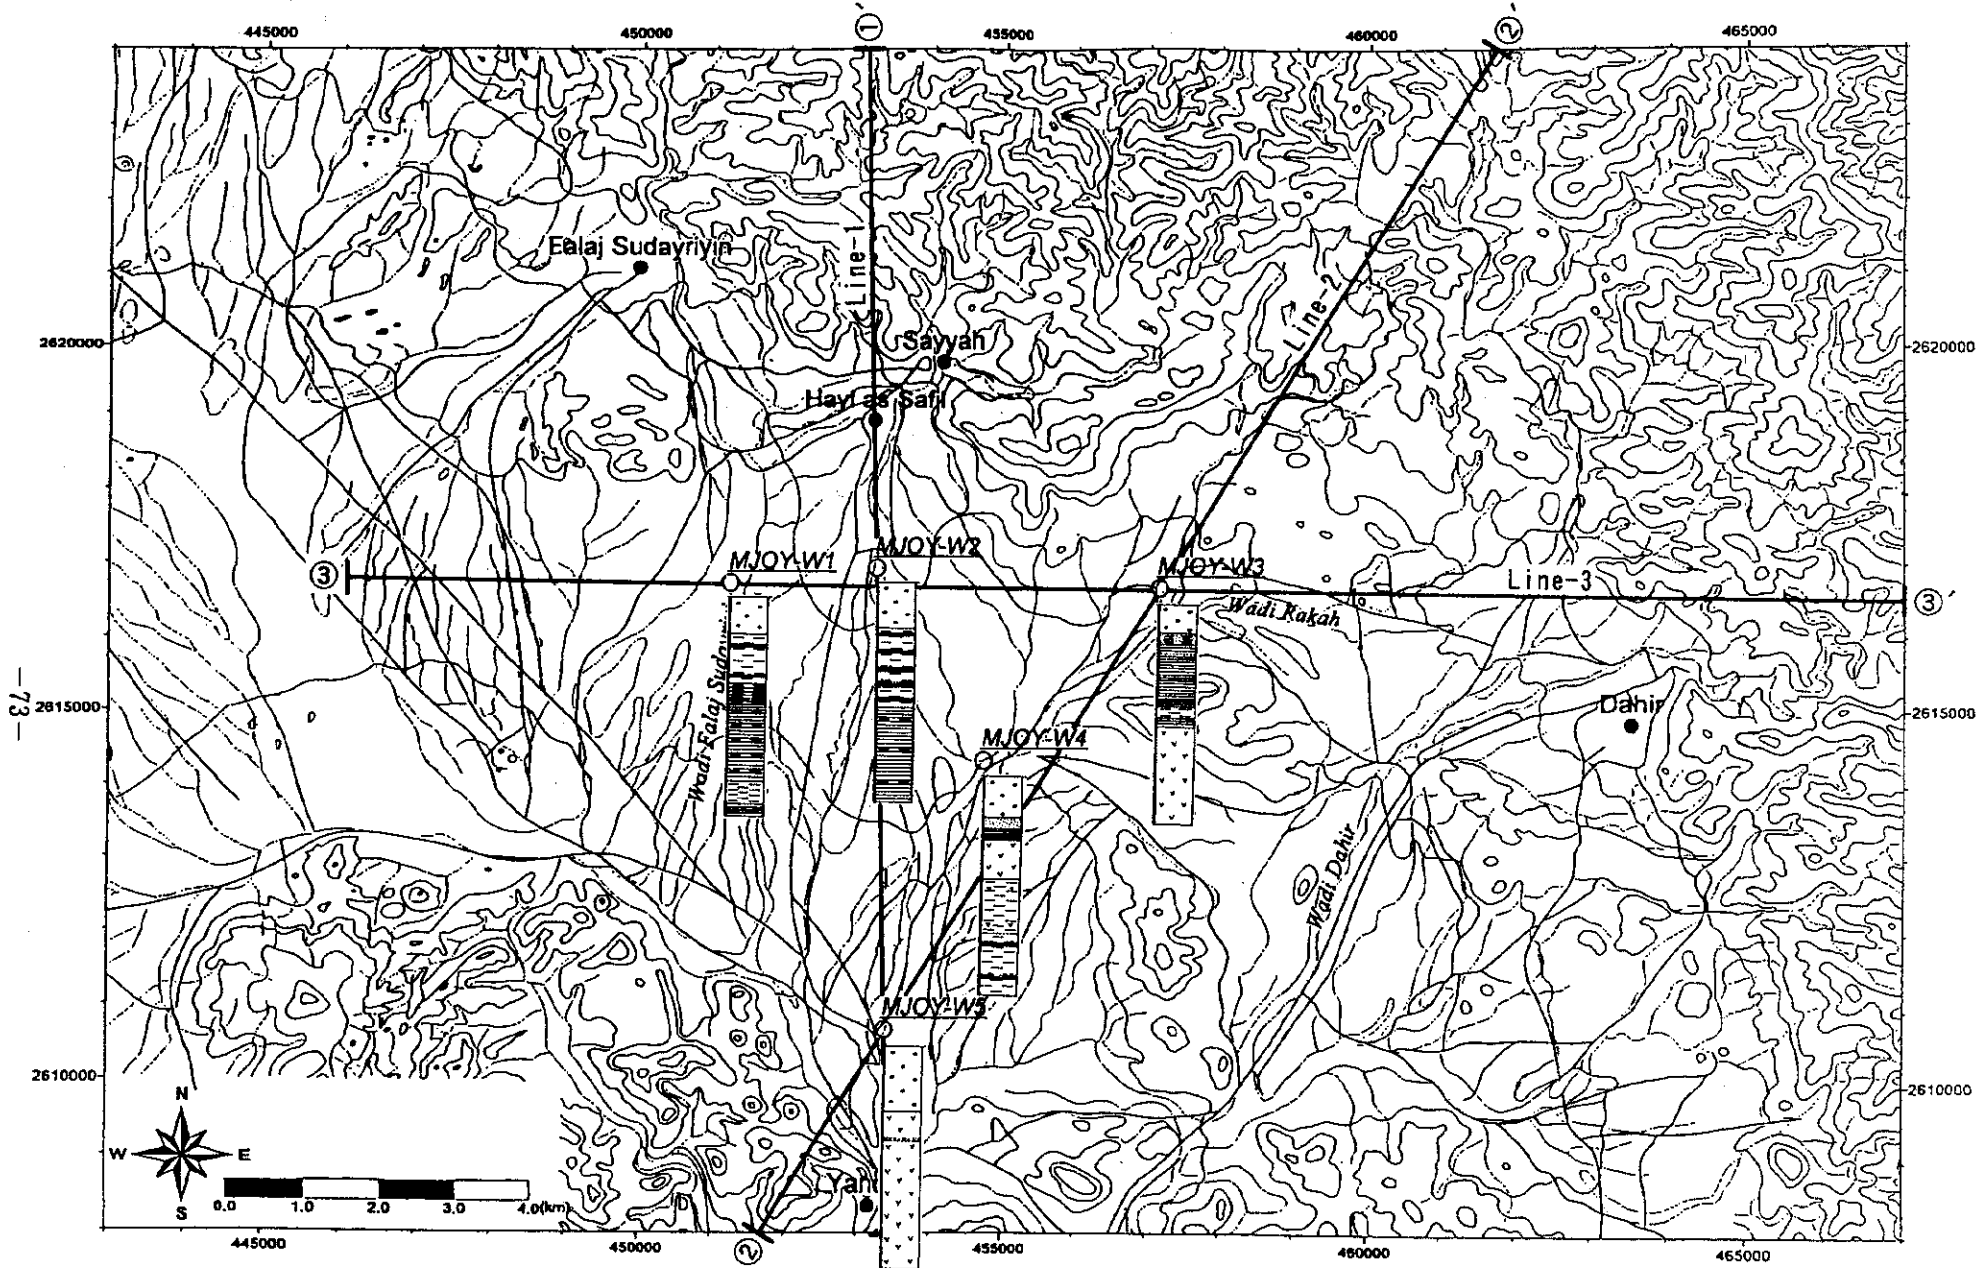 1'
2'
445000
450000
455000
460000
465000
Line-1
Line-2
Falaj Sudayriyin
Sayyah
2620000
2620000
Hayl as Safil
MJOY-W1
MJOY-W2
MJOY-W3
3
Line-3
3'
Wadi Rakah
Wadi Falaj Suday
Dahir
2615000
2615000
MJOY-W4
Wadi Dahir
MJOY-W5
2610000
2610000
N
W
E
S
0.0
1.0
2.0
3.0
4.0(km)
2
445000
450000
455000
460000
465000
— 73 —